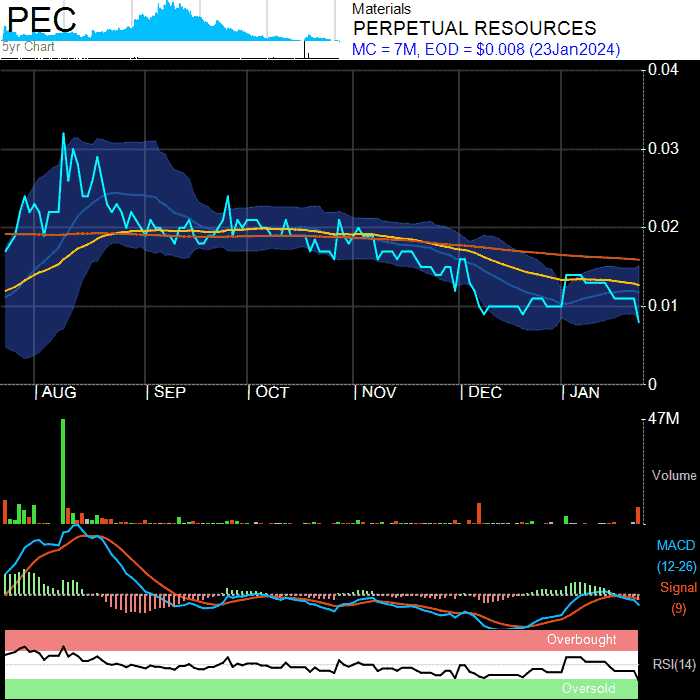 PEC
5yr Chart
Materials
PERPETUAL RESOURCES
MC = 7M, EOD = $0.008 (23Jan2024)
0.04
0.03
0.02
0.01
0
AUG SEP OCT NOV DEC JAN
47M
Volume
MACD
(12-26)
Signal
(9)
Overbought
RSI(14)
Oversold